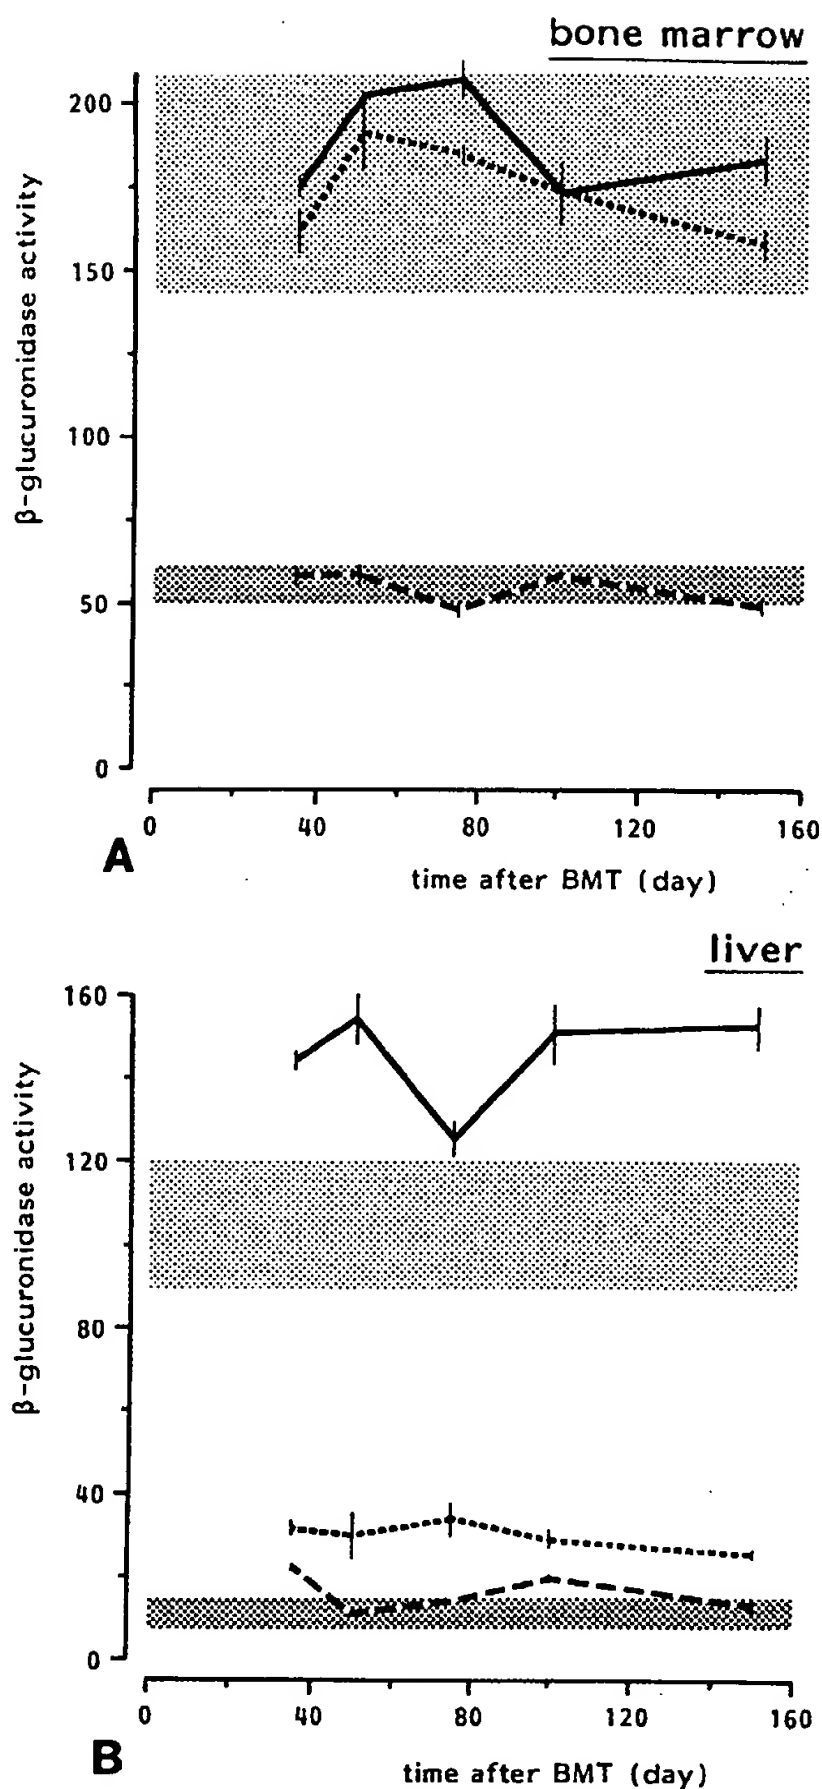 bone marrow
β-glucuronidase activity
200
150
100
50
0
0 40 80 120 160
A
time after BMT (day)
liver
β-glucuronidase activity
160
120
80
40
0
0 40 80 120 160
B
time after BMT (day)